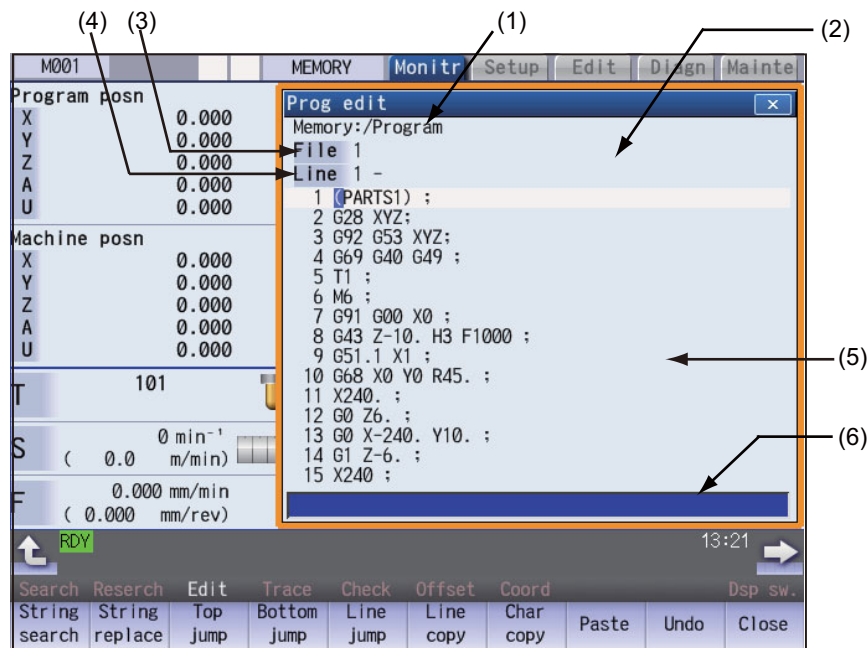 (4) (3) (1) (2)
M001 MEMORY Monitr Setup Edit Diagn Mainte
Program posn
X 0.000
Y 0.000
Z 0.000
A 0.000
U 0.000
Machine posn
X 0.000
Y 0.000
Z 0.000
A 0.000
U 0.000
T 101
S 0 min⁻¹
( 0.0 m/min)
F 0.000 mm/min
( 0.000 mm/rev)
Prog edit ×
Memory:/Program
File 1
Line 1 -
1 (PARTS1) ;
2 G28 XYZ;
3 G92 G53 XYZ;
4 G69 G40 G49 ;
5 T1 ;
6 M6 ;
7 G91 G00 X0 ;
8 G43 Z-10. H3 F1000 ;
9 G51.1 X1 ;
10 G68 X0 Y0 R45. ;
11 X240. ;
12 G0 Z6. ;
13 G0 X-240. Y10. ;
14 G1 Z-6. ;
15 X240 ;
(5)
(6)
RDY 13:21
Search Reserch Edit Trace Check Offset Coord Dsp sw.
String search
String replace
Top jump
Bottom jump
Line jump
Line copy
Char copy
Paste
Undo
Close